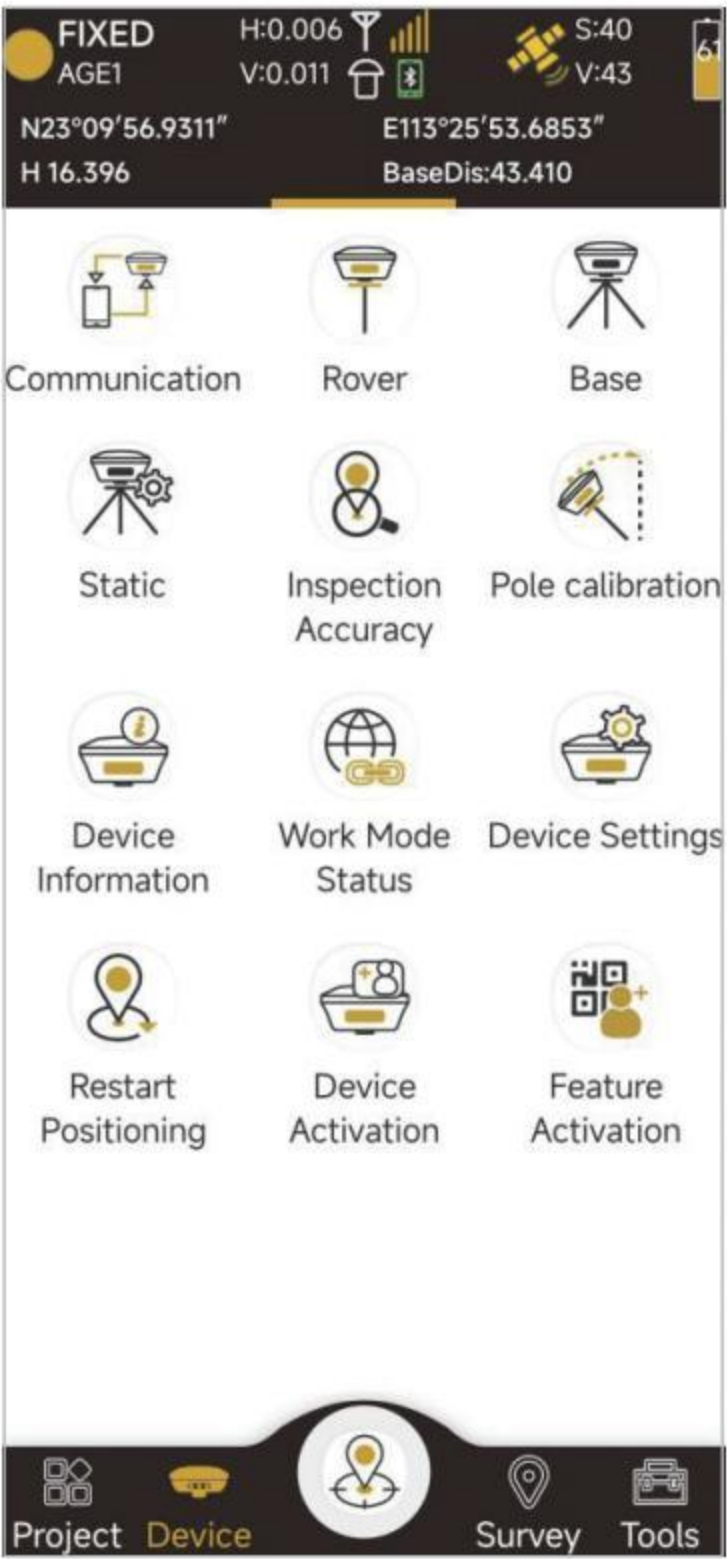 FIXED H:0.006 S:40
AGE1 V:0.011 V:43 61
N23°09′56.9311″ E113°25′53.6853″
H 16.396 BaseDis:43.410
Communication Rover Base
Static Inspection Accuracy Pole calibration
Device Information Work Mode Status Device Settings
Restart Positioning Device Activation Feature Activation
Project Device Survey Tools